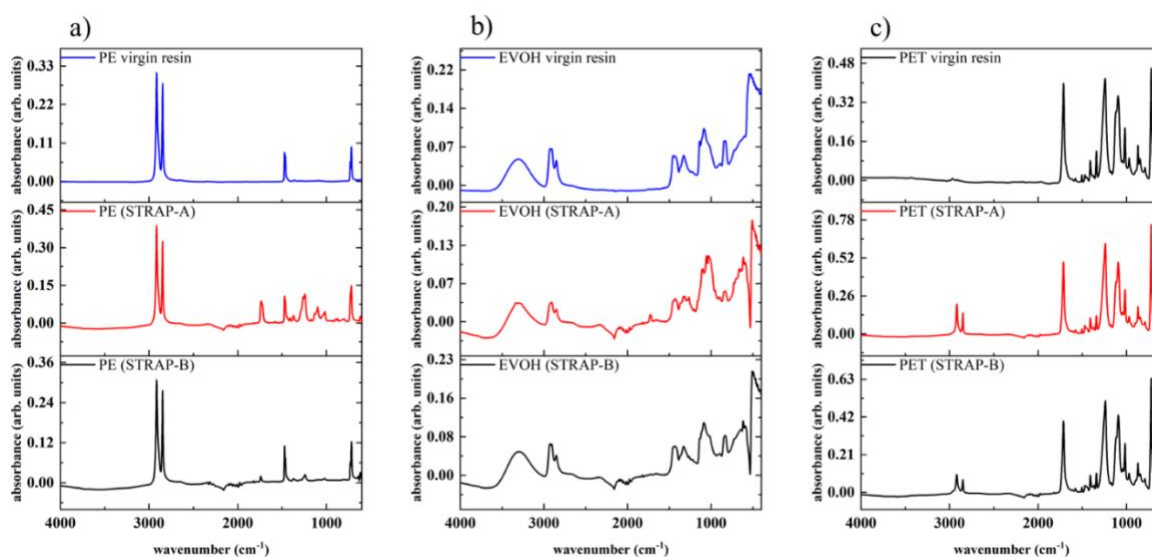 a)
PE virgin resin
absorbance (arb. units)
0.33
0.22
0.11
0.00
PE (STRAP-A)
absorbance (arb. units)
0.45
0.30
0.15
0.00
PE (STRAP-B)
absorbance (arb. units)
0.36
0.24
0.12
0.00
4000 3000 2000 1000
wavenumber (cm⁻¹)
b)
EVOH virgin resin
absorbance (arb. units)
0.22
0.14
0.07
0.00
EVOH (STRAP-A)
absorbance (arb. units)
0.20
0.13
0.07
0.00
EVOH (STRAP-B)
absorbance (arb. units)
0.23
0.16
0.08
0.00
4000 3000 2000 1000
wavenumber (cm⁻¹)
c)
PET virgin resin
absorbance (arb. units)
0.48
0.32
0.16
0.00
PET (STRAP-A)
absorbance (arb. units)
0.78
0.52
0.26
0.00
PET (STRAP-B)
absorbance (arb. units)
0.63
0.42
0.21
0.00
4000 3000 2000 1000
wavenumber (cm⁻¹)